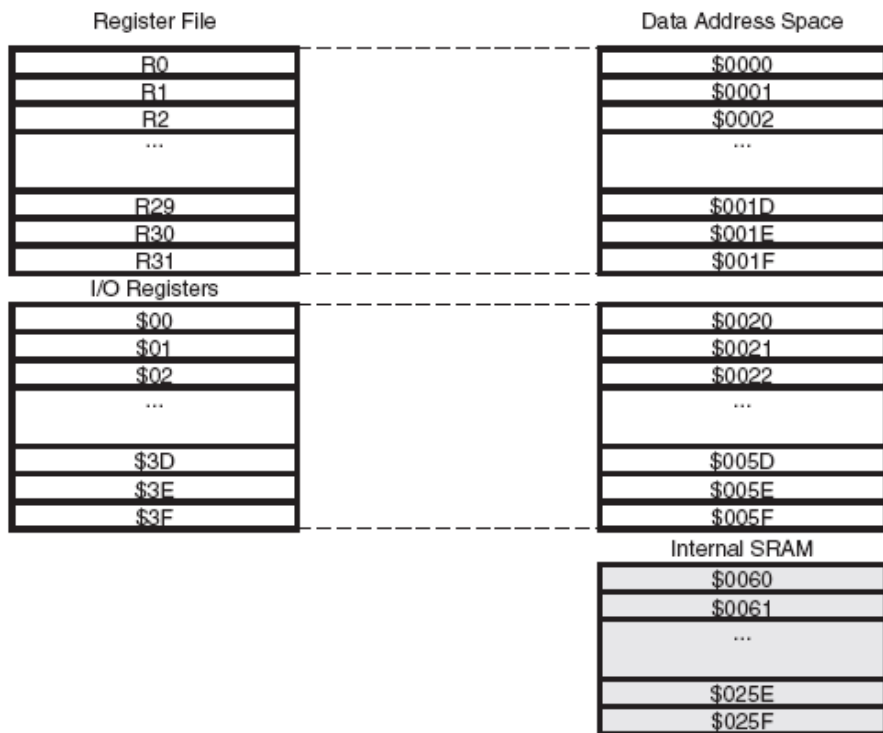 Register File
Data Address Space
R0
$0000
R1
$0001
R2
$0002
...
...
R29
$001D
R30
$001E
R31
$001F
I/O Registers
$00
$0020
$01
$0021
$02
$0022
...
...
$3D
$005D
$3E
$005E
$3F
$005F
Internal SRAM
$0060
$0061
...
$025E
$025F